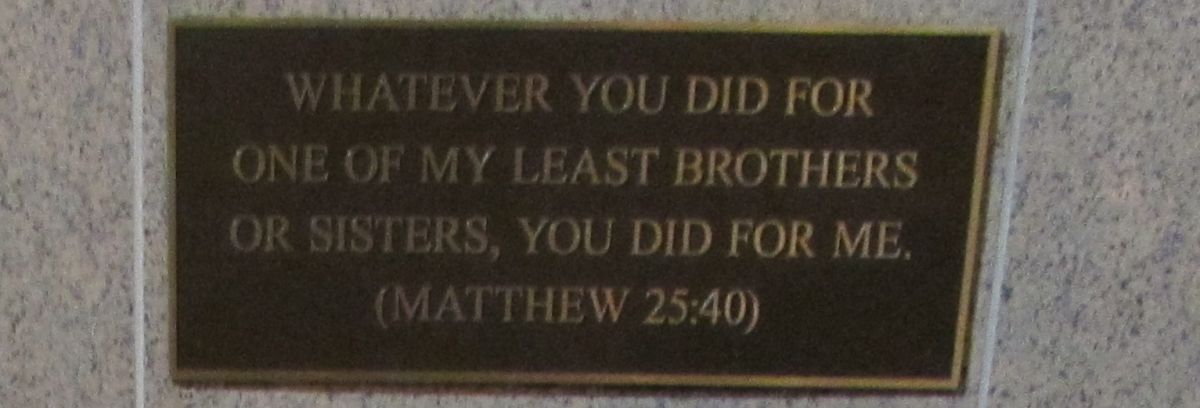 WHATEVER YOU DID FOR
ONE OF MY LEAST BROTHERS
OR SISTERS, YOU DID FOR ME.
(MATTHEW 25:40)